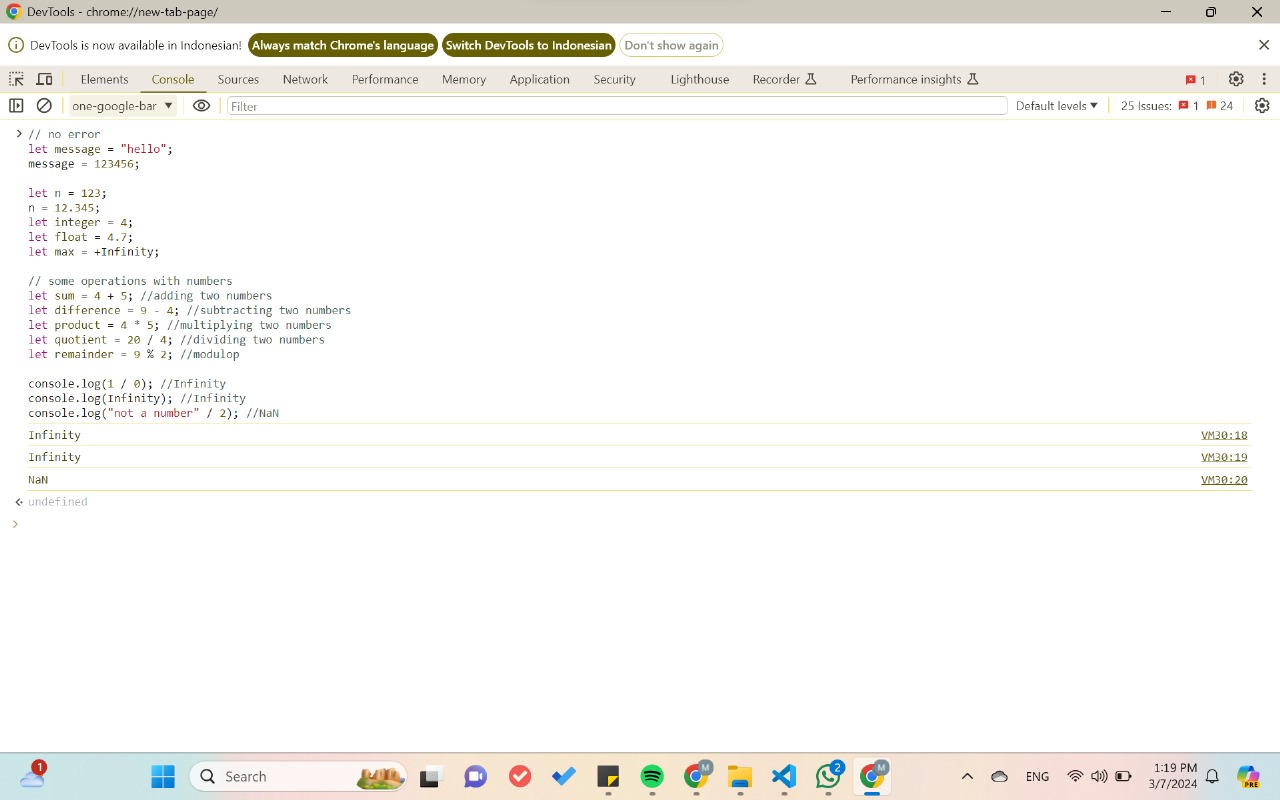 DevTools - chrome://new-tab-page/
DevTools is now available in Indonesian! Always match Chrome's language Switch DevTools to Indonesian Don't show again
Elements Console Sources Network Performance Memory Application Security Lighthouse Recorder Performance insights 1
one-google-bar Filter Default levels 25 Issues: 1 24
// no error
let message = "hello";
message = 123456;
let n = 123;
n = 12.345;
let integer = 4;
let float = 4.7;
let max = +Infinity;
// some operations with numbers
let sum = 4 + 5; //adding two numbers
let difference = 9 - 4; //subtracting two numbers
let product = 4 * 5; //multiplying two numbers
let quotient = 20 / 4; //dividing two numbers
let remainder = 9 % 2; //modulop
console.log(1 / 0); //Infinity
console.log(Infinity); //Infinity
console.log("not a number" / 2); //NaN
Infinity VM30:18
Infinity VM30:19
NaN VM30:20
undefined
1 Search M 2 M ENG 1:19 PM PRE
3/7/2024